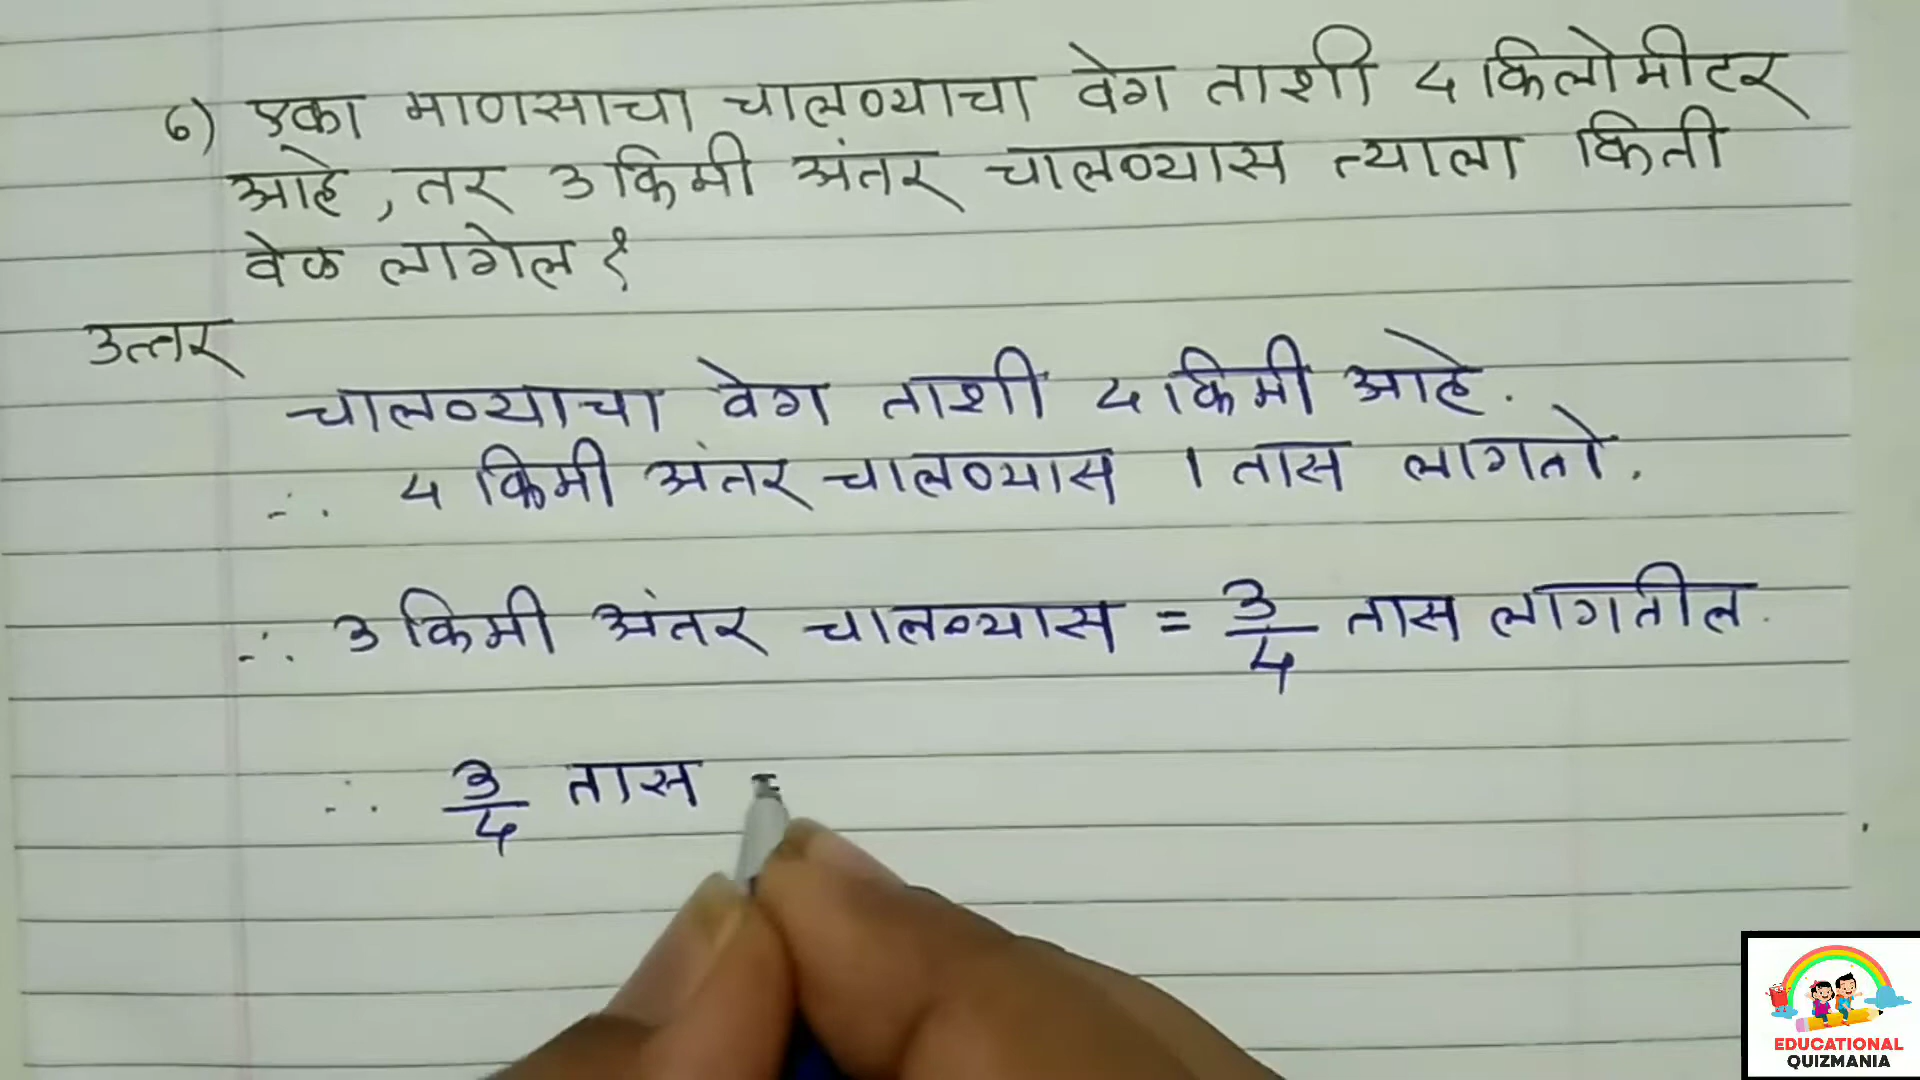 ७) एका माणसाचा चालण्याचा वेग ताशी 4 किलोमीटर
आहे, तर 3 किमी अंतर चालण्यास त्याला किती
वेळ लागेल ?
उत्तर
चालण्याचा वेग ताशी 4 किमी आहे.
∴ 4 किमी अंतर चालण्यास 1 तास लागतो.
∴ 3 किमी अंतर चालण्यास = 3/4 तास लागतील.
∴ 3/4 तास =
EDUCATIONAL
QUIZMANIA